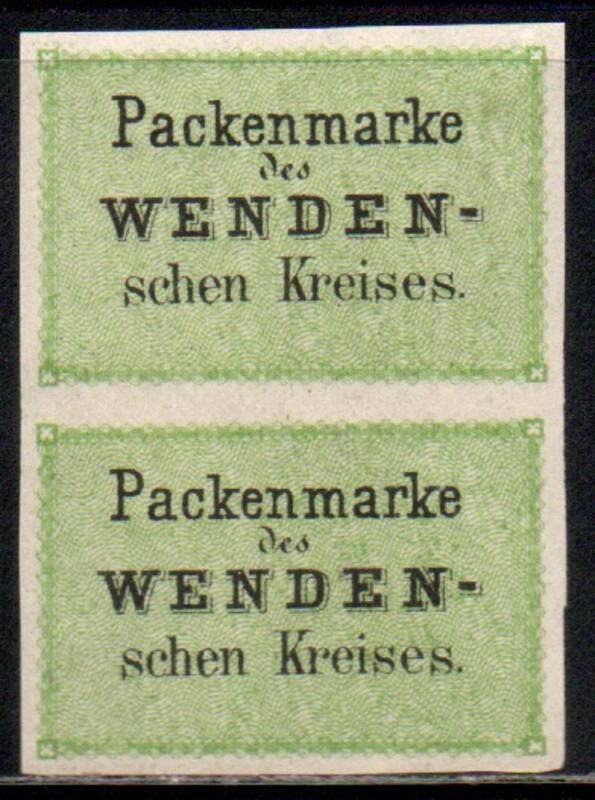 Packenmarke
des
WENDEN-
schen Kreises.
Packenmarke
des
WENDEN-
schen Kreises.